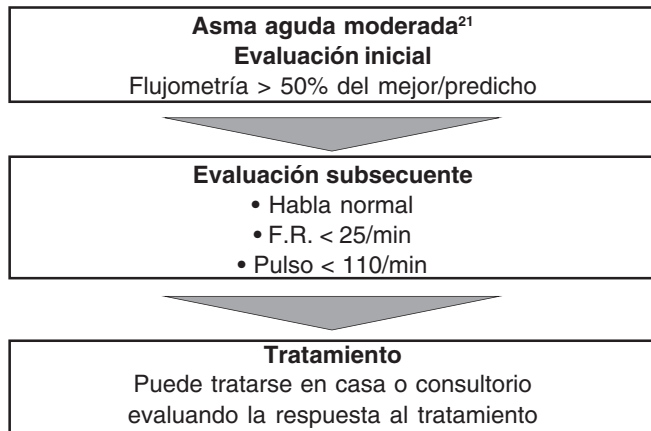 Asma aguda moderada²¹
Evaluación inicial
Flujometría > 50% del mejor/predicho
Evaluación subsecuente
• Habla normal
• F.R. < 25/min
• Pulso < 110/min
Tratamiento
Puede tratarse en casa o consultorio
evaluando la respuesta al tratamiento